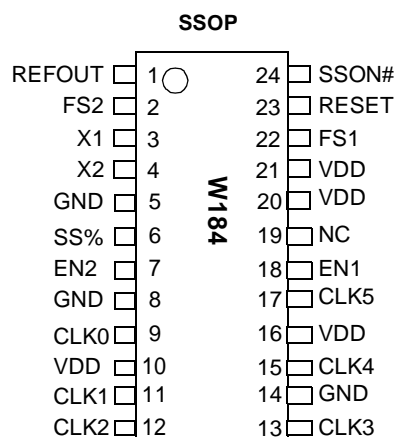 SSOP
REFOUT 1 24 SSON#
FS2 2 23 RESET
X1 3 22 FS1
X2 4 21 VDD
GND 5 20 VDD
SS% 6 19 NC
EN2 7 18 EN1
GND 8 17 CLK5
CLK0 9 16 VDD
VDD 10 15 CLK4
CLK1 11 14 GND
CLK2 12 13 CLK3
W184